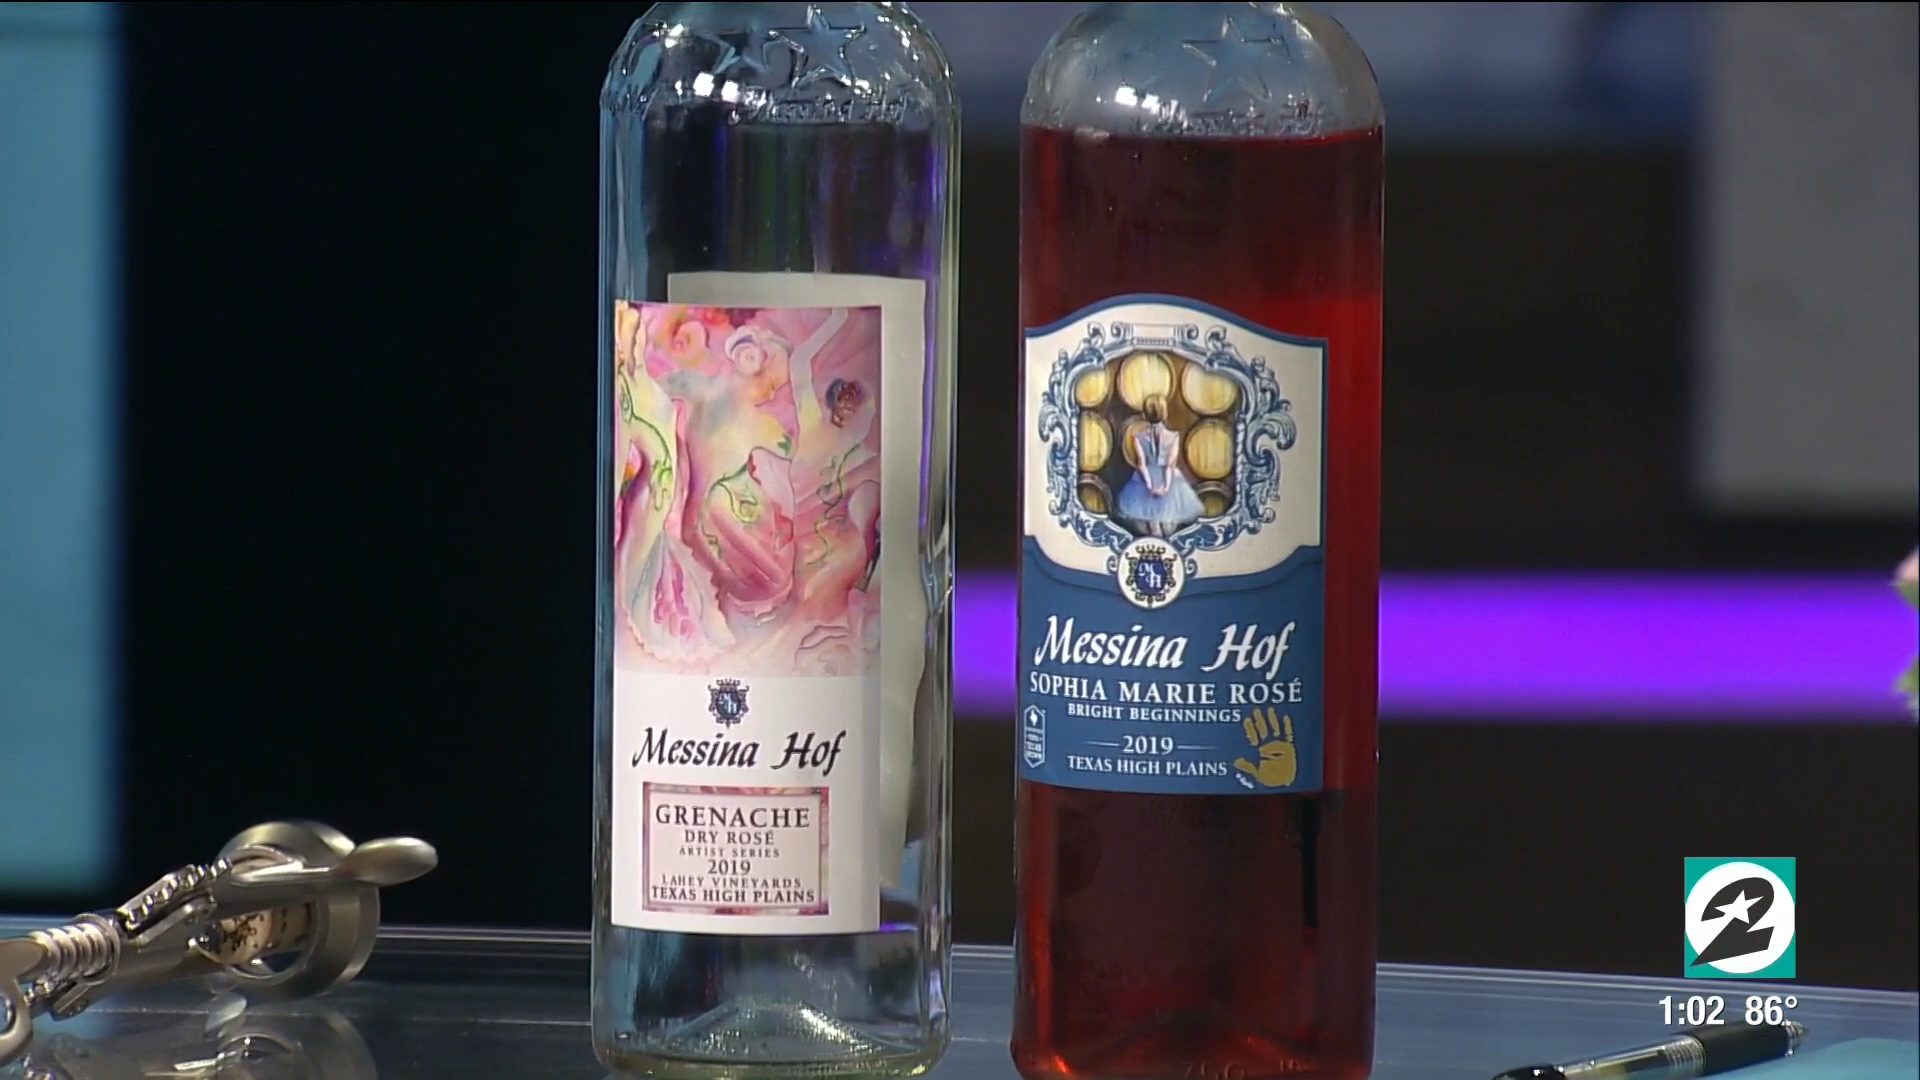 Messina Hof
GRENACHE
DRY ROSÉ
ARTIST SERIES
2019
LAHEY VINEYARDS
TEXAS HIGH PLAINS
Messina Hof
SOPHIA MARIE ROSÉ
BRIGHT BEGINNINGS
2019
TEXAS HIGH PLAINS
2
1:02 86°